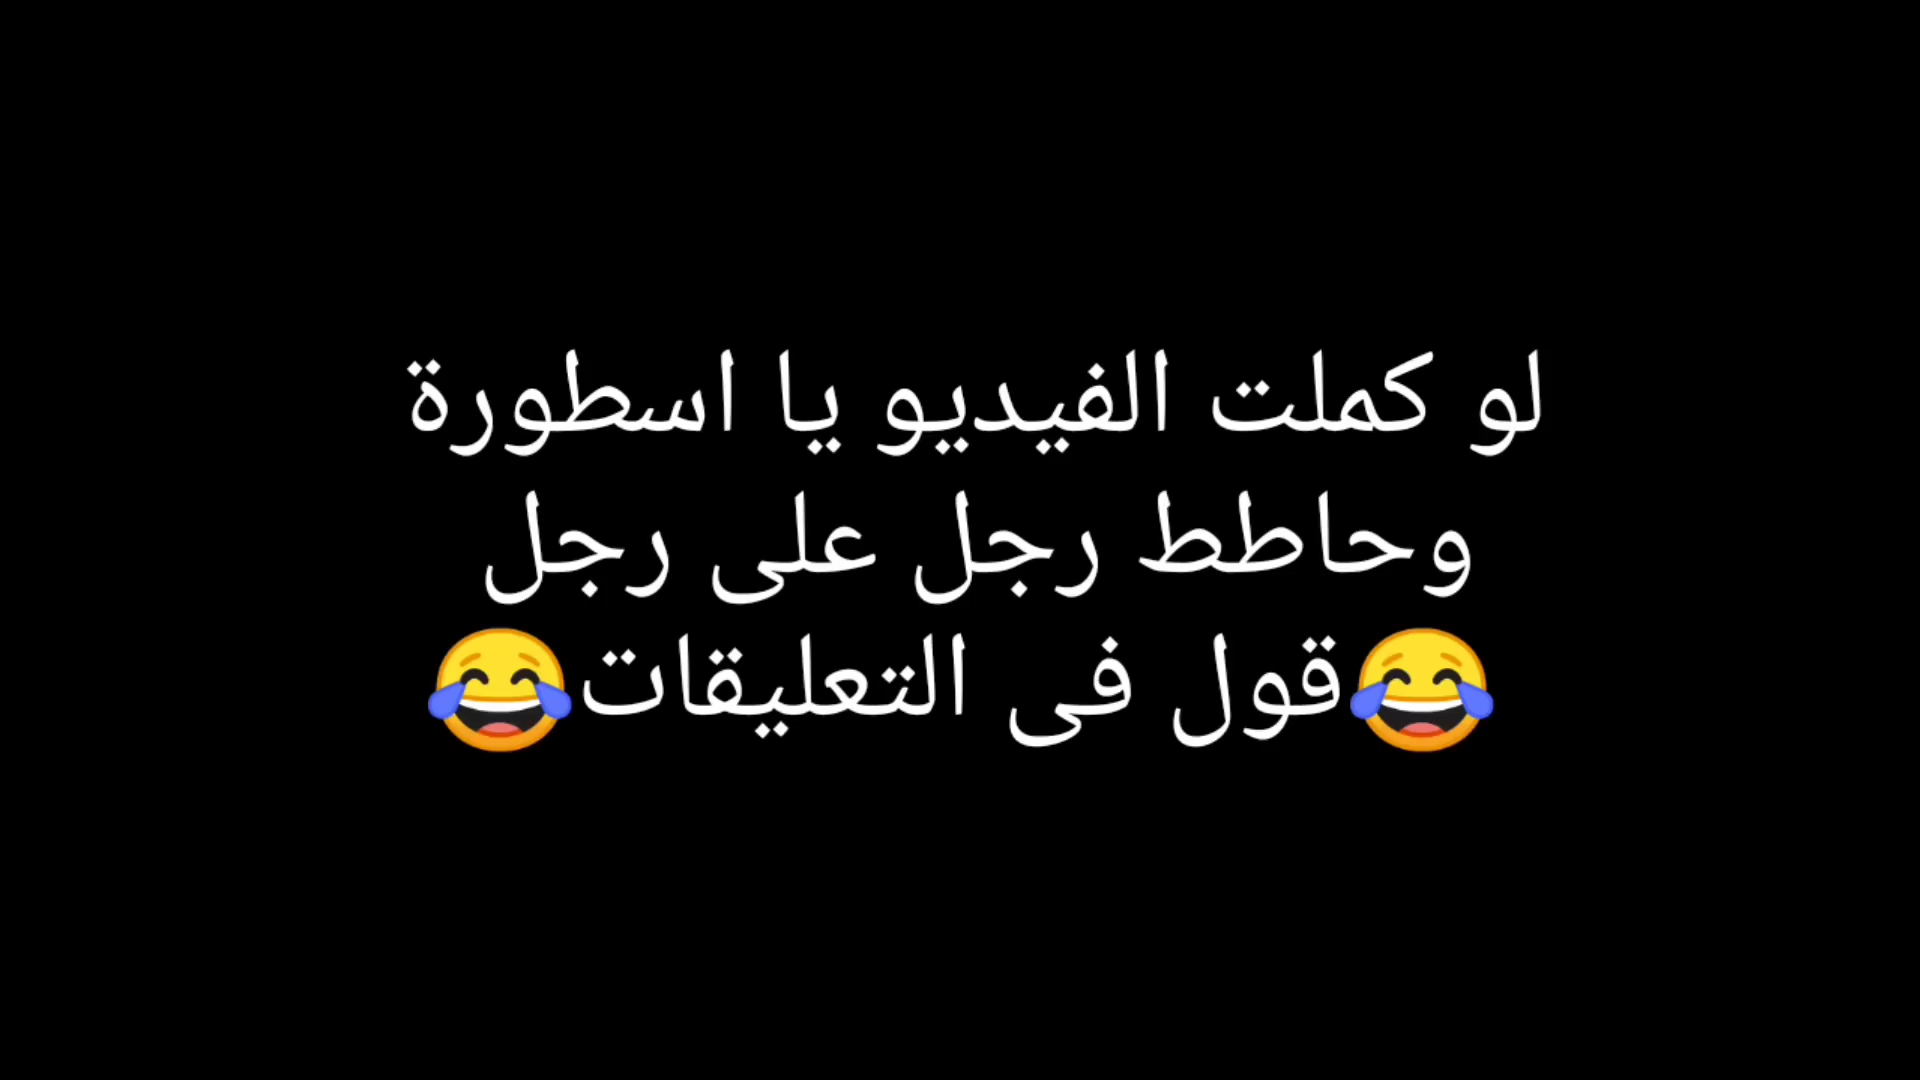 لو كملت الفيديو يا اسطورة
وحاطط رجل على رجل
😂قول فى التعليقات😂